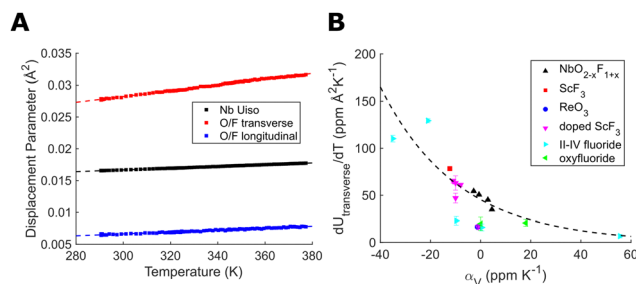 A
Displacement Parameter (Å²)
0.035
0.03
0.025
0.02
0.015
0.01
0.005
Nb Uiso
O/F transverse
O/F longitudinal
280 300 320 340 360 380
Temperature (K)
B
dU_transverse/dT (ppm Å²K⁻¹)
200
150
100
50
0
NbO₂₋ₓF₁₊ₓ
ScF₃
ReO₃
doped ScF₃
II-IV fluoride
oxyfluoride
-40 -20 0 20 40 60
α_V (ppm K⁻¹)